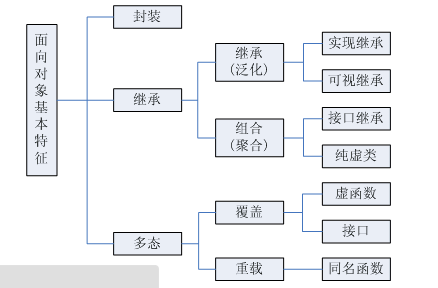 面向对象基本特征
封装
继承
继承
(泛化)
实现继承
可视继承
组合
(聚合)
接口继承
纯虚类
多态
覆盖
虚函数
接口
重载
同名函数